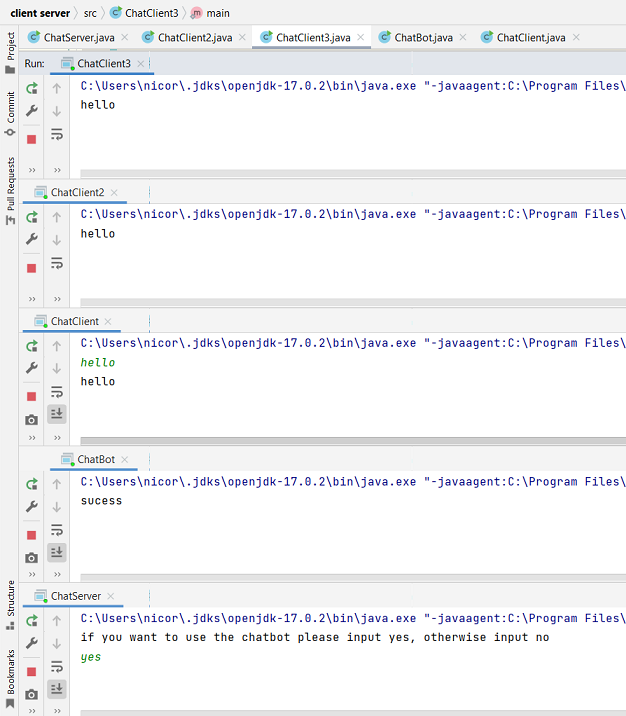 client server › src › ChatClient3 › main
ChatServer.java ChatClient2.java ChatClient3.java ChatBot.java ChatClient.java
Project
Commit
Pull Requests
Structure
Bookmarks
Run: ChatClient3
C:\Users\nicor\.jdks\openjdk-17.0.2\bin\java.exe "-javaagent:C:\Program Files\
hello
ChatClient2
C:\Users\nicor\.jdks\openjdk-17.0.2\bin\java.exe "-javaagent:C:\Program Files\
hello
ChatClient
C:\Users\nicor\.jdks\openjdk-17.0.2\bin\java.exe "-javaagent:C:\Program Files\
hello
hello
ChatBot
C:\Users\nicor\.jdks\openjdk-17.0.2\bin\java.exe "-javaagent:C:\Program Files\
sucess
ChatServer
C:\Users\nicor\.jdks\openjdk-17.0.2\bin\java.exe "-javaagent:C:\Program Files\
if you want to use the chatbot please input yes, otherwise input no
yes